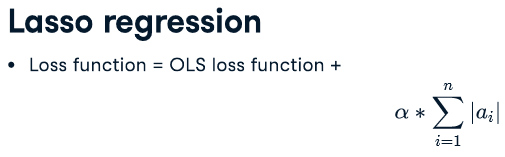 Lasso regression
• Loss function = OLS loss function +
α * ∑_{i=1}^{n} |a_i|